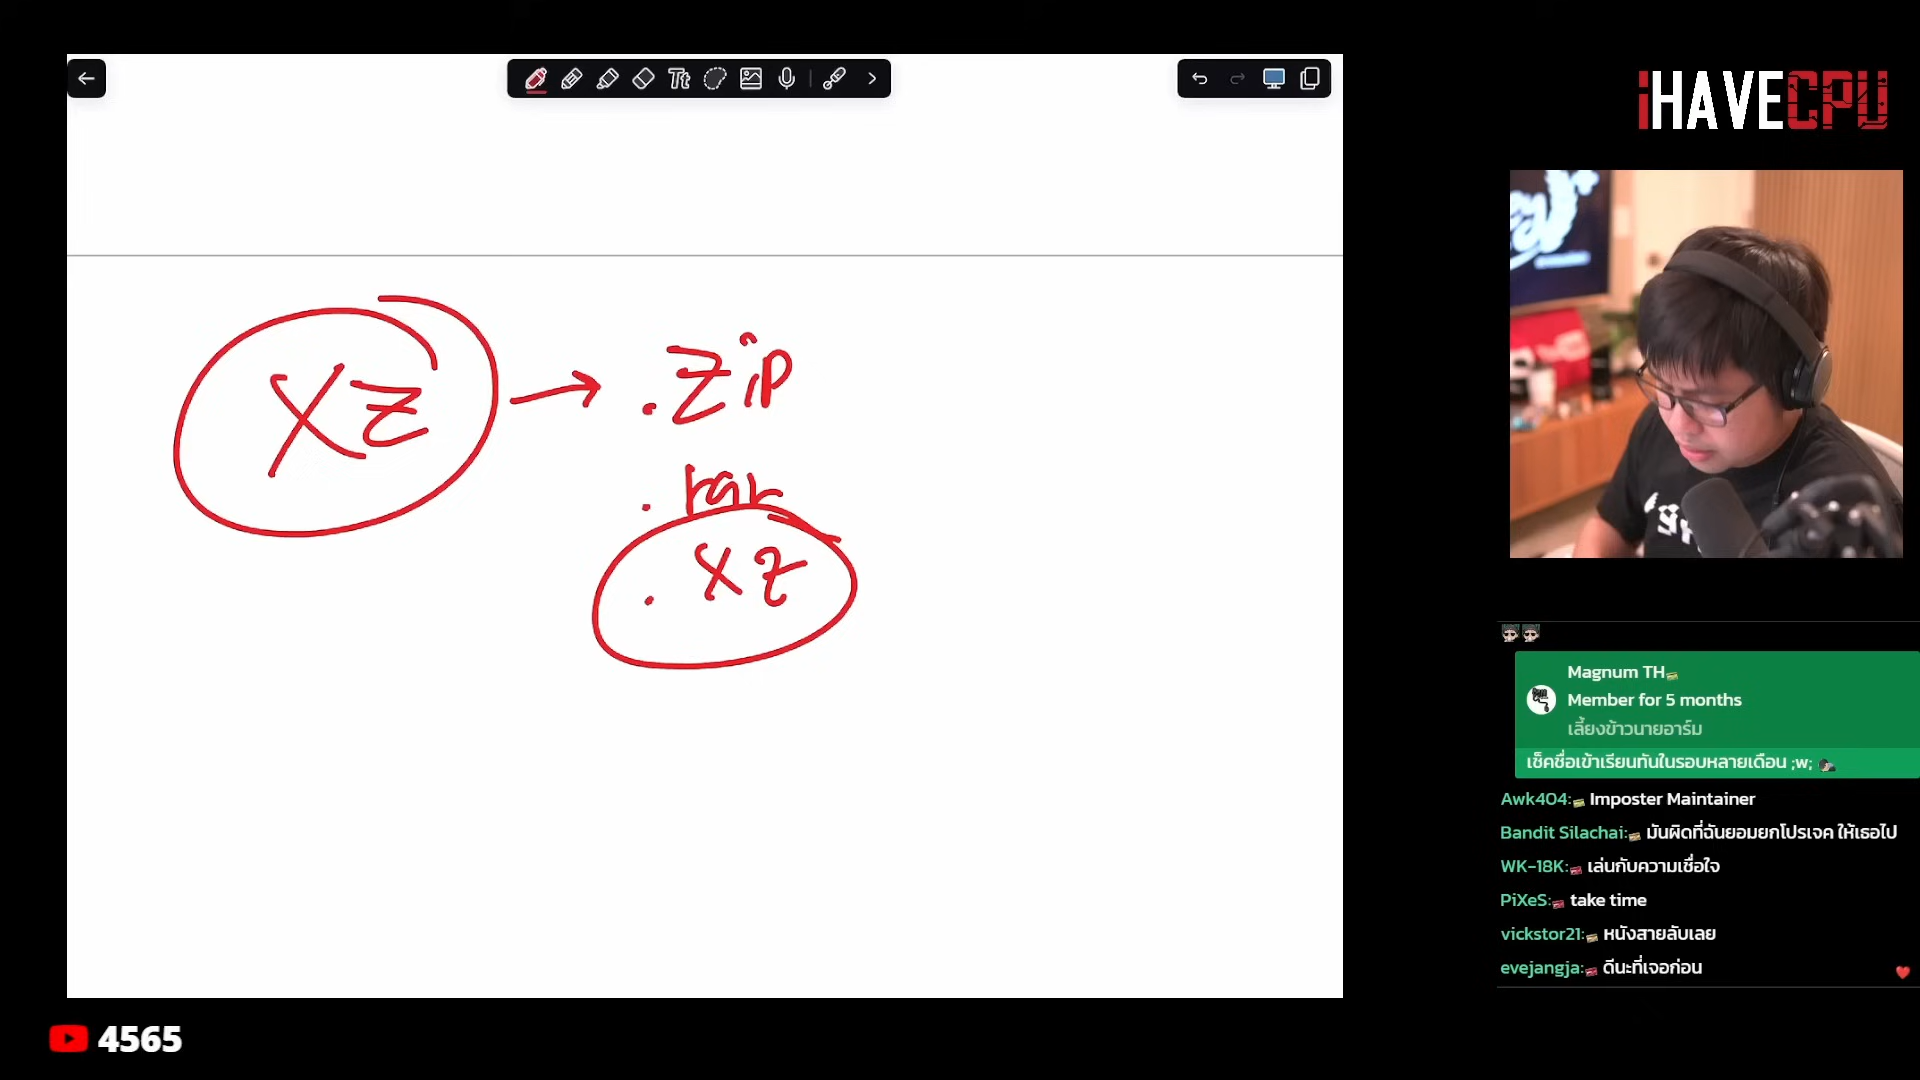 iHAVECPU
Tt
XZ
.zip
.rar
.xz
Magnum TH
Member for 5 months
เลี้ยงข้าวนายอาร์ม
เช็คชื่อเข้าเรียนทันในรอบหลายเดือน ;w;
Awk404: Imposter Maintainer
Bandit Silachai: มันผิดที่ฉันยอมยกโปรเจค ให้เธอไป
WK-18K: เล่นกับความเชื่อใจ
PiXeS: take time
vickstor21: หนังสายลับเลย
evejangja: ดีนะที่เจอก่อน
4565